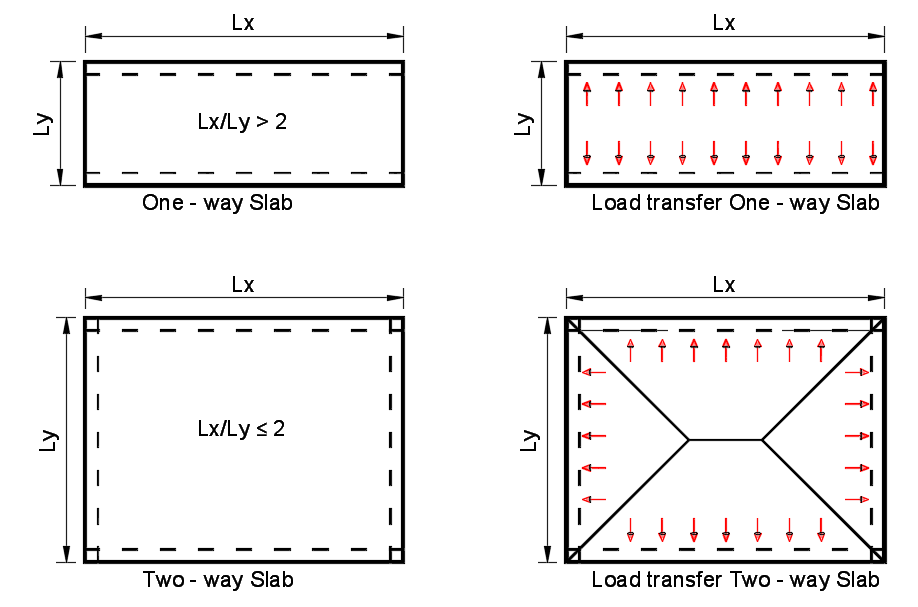 Lx
Lx
Ly
Lx/Ly > 2
Ly
One - way Slab
Load transfer One - way Slab
Lx
Lx
Ly
Lx/Ly ≤ 2
Ly
Two - way Slab
Load transfer Two - way Slab